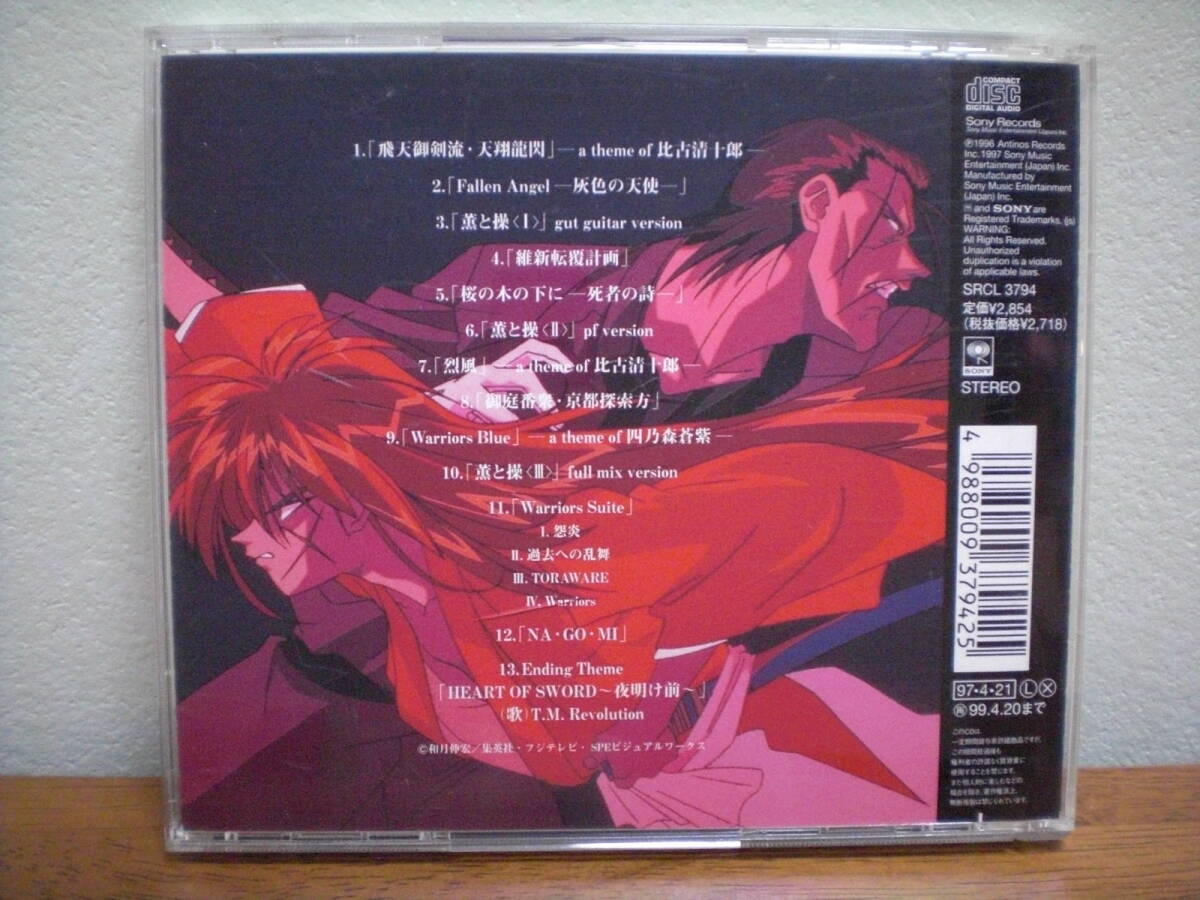 1.「飛天御剣流・天翔龍閃」—a theme of 比古清十郎—
2.「Fallen Angel —灰色の天使—」
3.「薫と操〈Ⅰ〉」gut guitar version
4.「維新転覆計画」
5.「桜の木の下に —死者の詩—」
6.「薫と操〈Ⅱ〉」pf version
7.「烈風」—a theme of 比古清十郎—
8.「御庭番衆・京都探索方」
9.「Warriors Blue」—a theme of 四乃森蒼紫—
10.「薫と操〈Ⅲ〉」full mix version
11.「Warriors Suite」
Ⅰ. 怨炎
Ⅱ. 過去への乱舞
Ⅲ. TORAWARE
Ⅳ. Warriors
12.「NA・GO・MI」
13.Ending Theme
「HEART OF SWORD〜夜明け前〜」
(歌)T.M. Revolution
©和月伸宏／集英社・フジテレビ・SPEビジュアルワークス
COMPACT
disc
DIGITAL AUDIO
Sony Records
Sony Music Entertainment (Japan) Inc.
℗1996 Antinos Records
Inc. 1997 Sony Music
Entertainment (Japan) Inc.
Manufactured by
Sony Music Entertainment
(Japan) Inc.
and SONY are
Registered Trademarks. (js)
WARNING:
All Rights Reserved.
Unauthorized
duplication is a violation
of applicable laws.
SRCL 3794
定価¥2,854
(税抜価格¥2,718)
SONY
STEREO
4 988009 379425
97・4・21 Ⓛ Ⓧ
㊞99.4.20まで
このCDは、